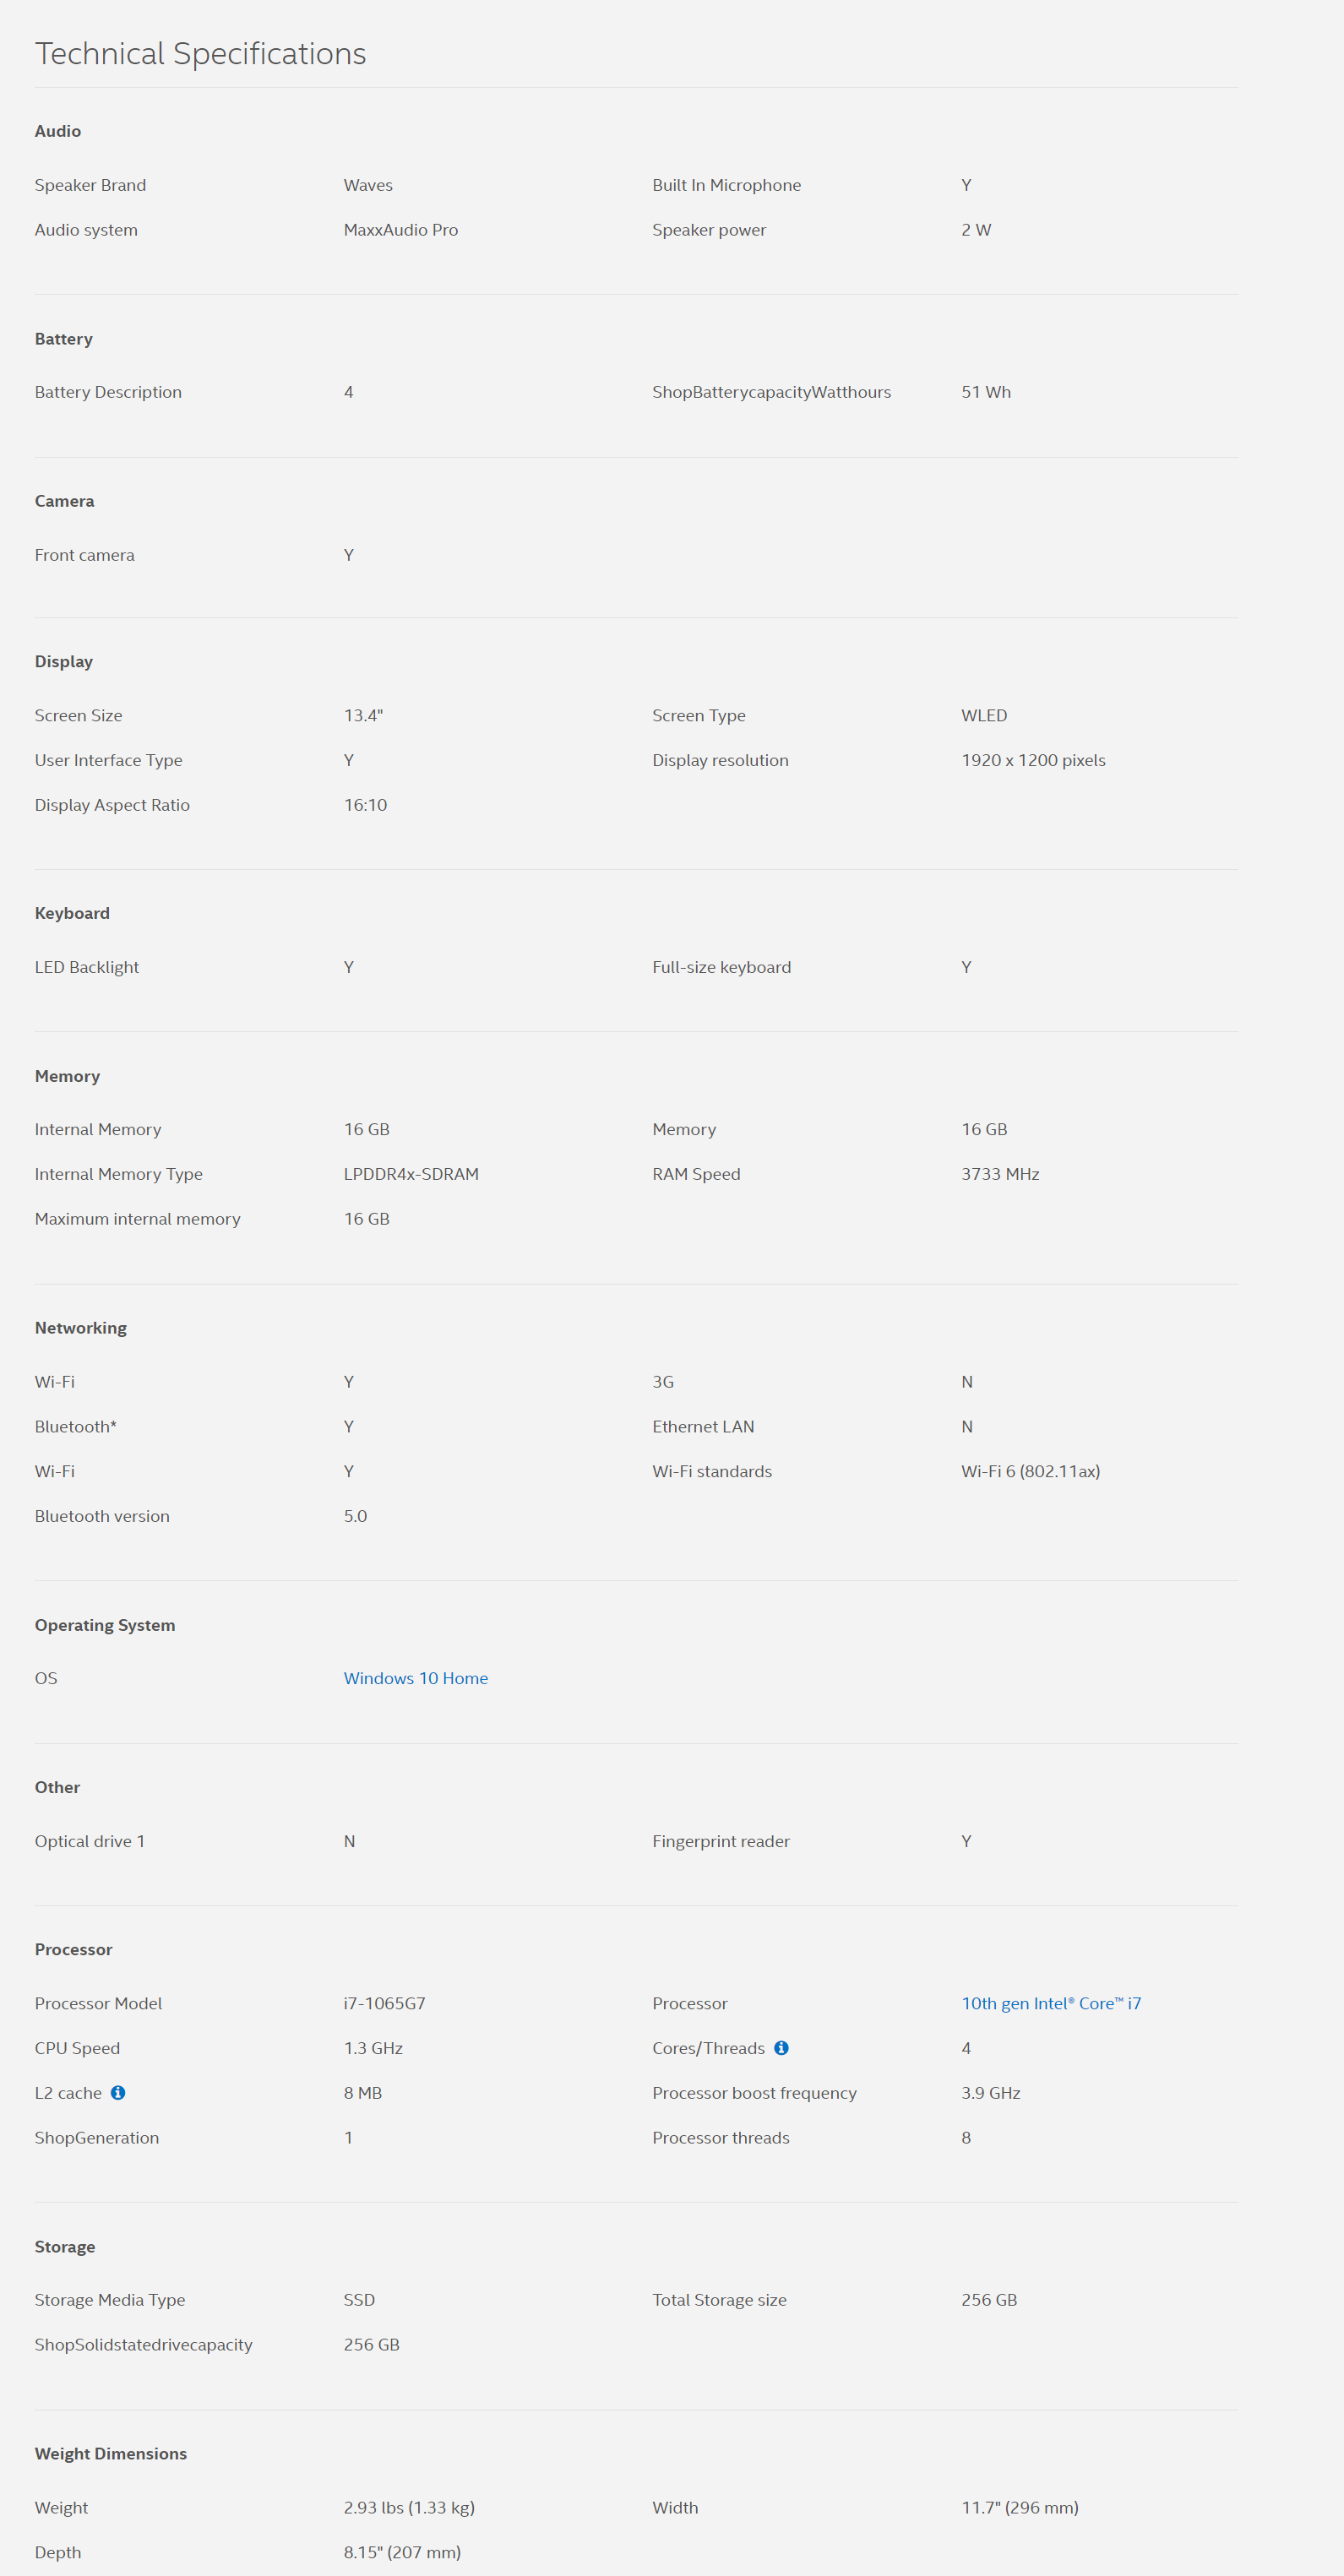 Technical Specifications
Audio
Speaker Brand Waves Built In Microphone Y
Audio system MaxxAudio Pro Speaker power 2 W
Battery
Battery Description 4 ShopBatterycapacityWatthours 51 Wh
Camera
Front camera Y
Display
Screen Size 13.4" Screen Type WLED
User Interface Type Y Display resolution 1920 x 1200 pixels
Display Aspect Ratio 16:10
Keyboard
LED Backlight Y Full-size keyboard Y
Memory
Internal Memory 16 GB Memory 16 GB
Internal Memory Type LPDDR4x-SDRAM RAM Speed 3733 MHz
Maximum internal memory 16 GB
Networking
Wi-Fi Y 3G N
Bluetooth* Y Ethernet LAN N
Wi-Fi Y Wi-Fi standards Wi-Fi 6 (802.11ax)
Bluetooth version 5.0
Operating System
OS Windows 10 Home
Other
Optical drive 1 N Fingerprint reader Y
Processor
Processor Model i7-1065G7 Processor 10th gen Intel® Core™ i7
CPU Speed 1.3 GHz Cores/Threads 4
L2 cache 8 MB Processor boost frequency 3.9 GHz
ShopGeneration 1 Processor threads 8
Storage
Storage Media Type SSD Total Storage size 256 GB
ShopSolidstatedrivecapacity 256 GB
Weight Dimensions
Weight 2.93 lbs (1.33 kg) Width 11.7" (296 mm)
Depth 8.15" (207 mm)